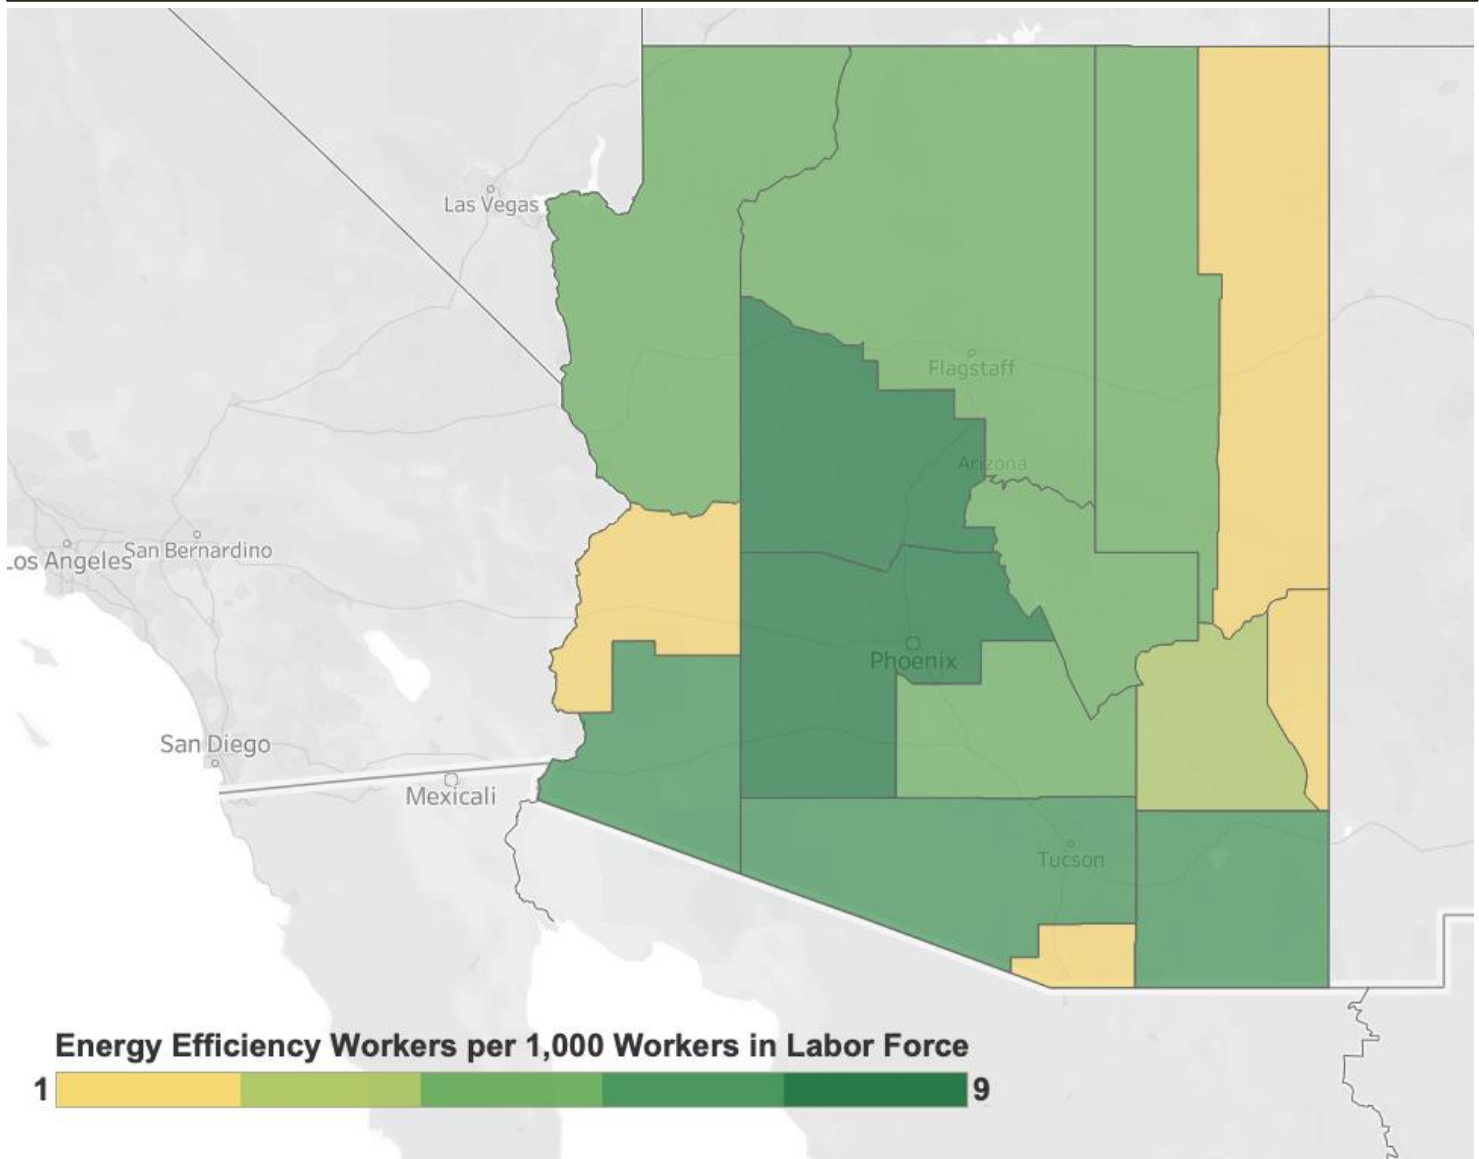 Las Vegas
Flagstaff
Arizona
Los Angeles
San Bernardino
Phoenix
San Diego
Mexicali
Tucson
Energy Efficiency Workers per 1,000 Workers in Labor Force
1 9